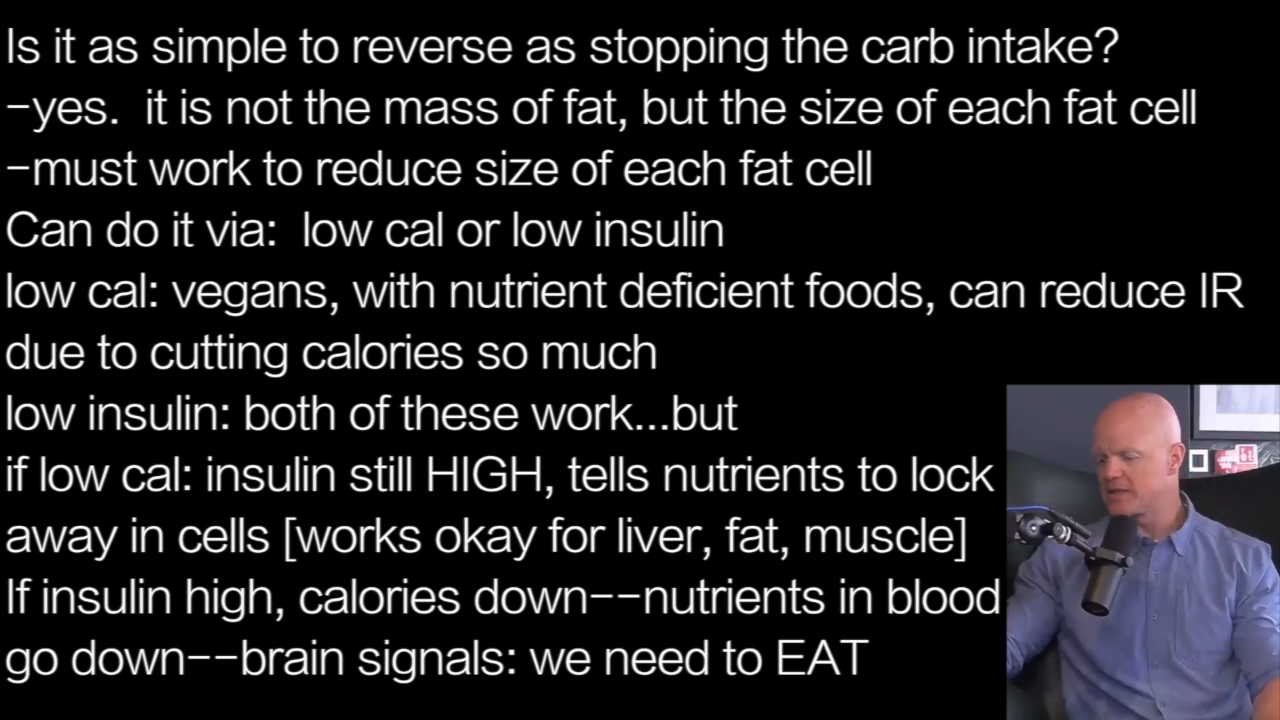 Is it as simple to reverse as stopping the carb intake?
–yes.  it is not the mass of fat, but the size of each fat cell
–must work to reduce size of each fat cell
Can do it via:  low cal or low insulin
low cal: vegans, with nutrient deficient foods, can reduce IR
due to cutting calories so much
low insulin: both of these work...but
if low cal: insulin still HIGH, tells nutrients to lock
away in cells [works okay for liver, fat, muscle]
If insulin high, calories down––nutrients in blood
go down––brain signals: we need to EAT